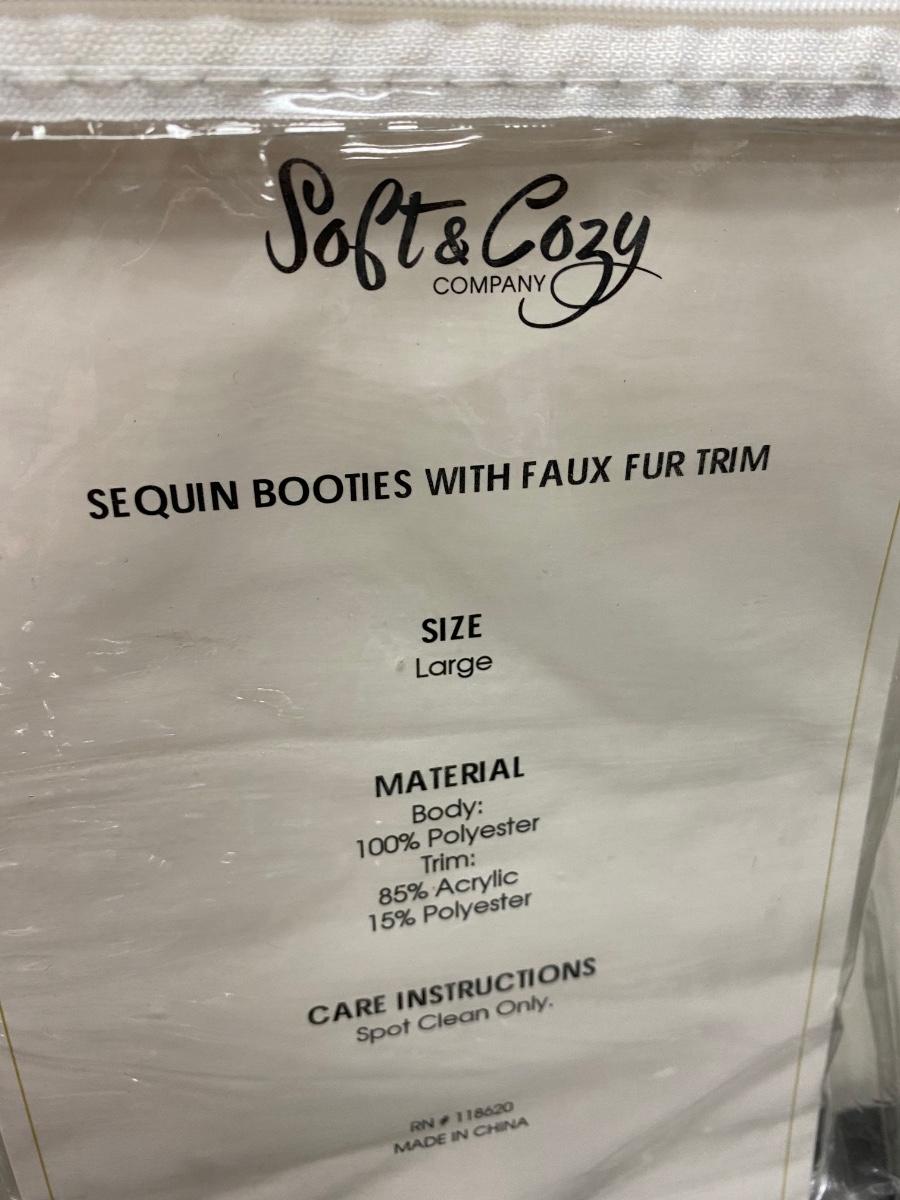 Soft & Cozy
COMPANY
SEQUIN BOOTIES WITH FAUX FUR TRIM
SIZE
Large
MATERIAL
Body:
100% Polyester
Trim:
85% Acrylic
15% Polyester
CARE INSTRUCTIONS
Spot Clean Only.
RN # 118620
MADE IN CHINA